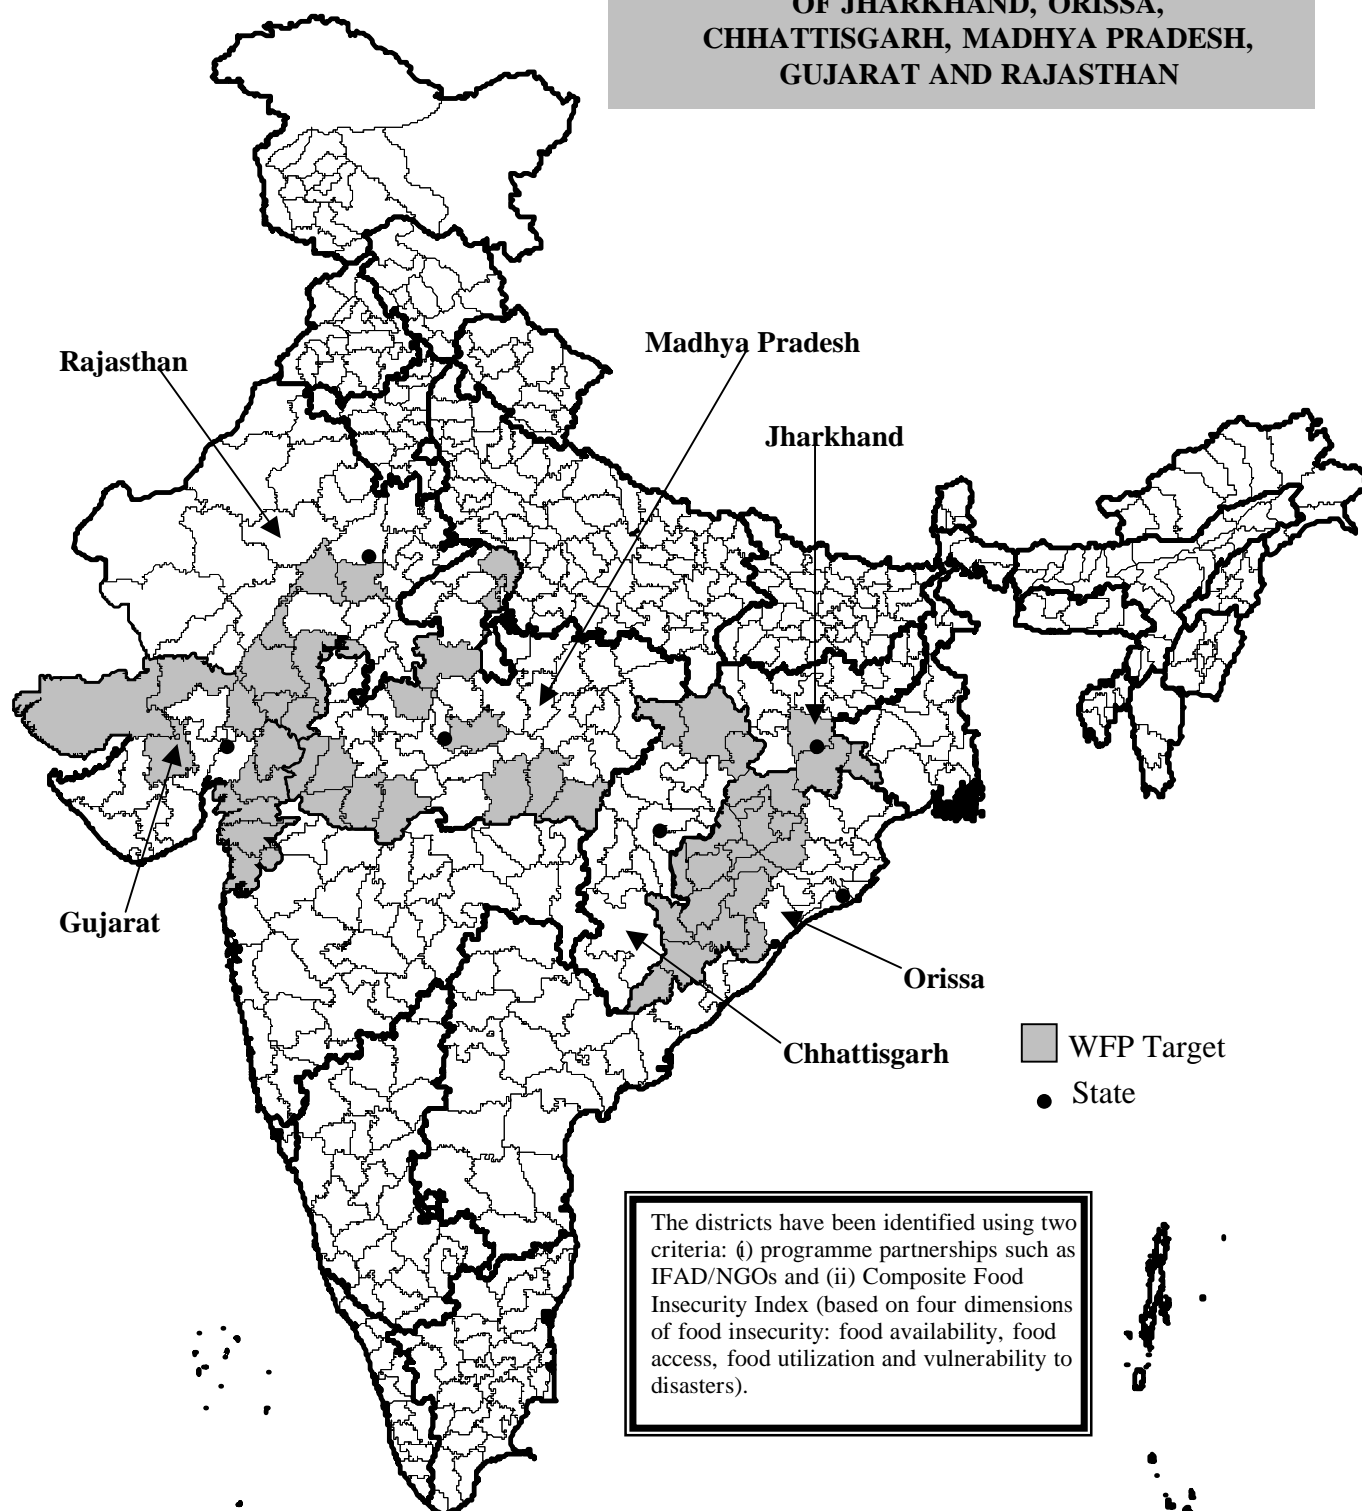 OF JHARKHAND, ORISSA,
CHHATTISGARH, MADHYA PRADESH,
GUJARAT AND RAJASTHAN
Rajasthan
Madhya Pradesh
Jharkhand
Gujarat
Orissa
Chhattisgarh
WFP Target
State
The districts have been identified using two
criteria: (i) programme partnerships such as
IFAD/NGOs and (ii) Composite Food
Insecurity Index (based on four dimensions
of food insecurity: food availability, food
access, food utilization and vulnerability to
disasters).